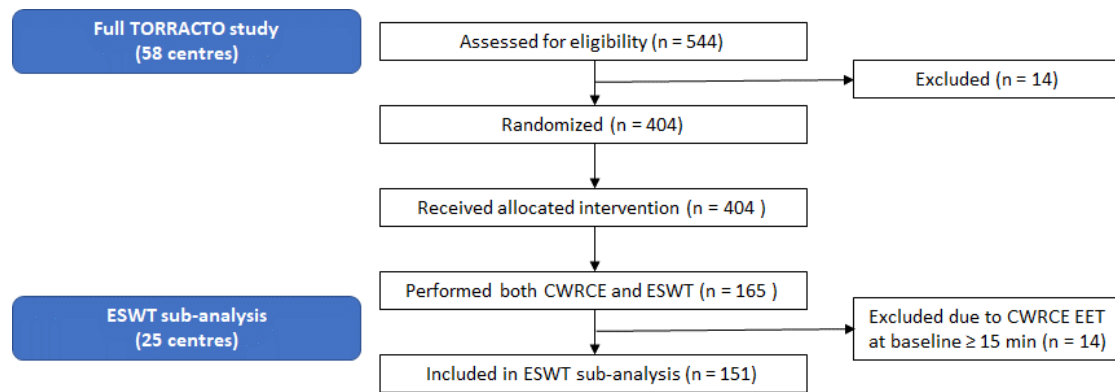 Full TORRACTO study
(58 centres)
Assessed for eligibility (n = 544)
Excluded (n = 14)
Randomized (n = 404)
Received allocated intervention (n = 404 )
Performed both CWRCE and ESWT (n = 165 )
ESWT sub-analysis
(25 centres)
Excluded due to CWRCE EET
at baseline ≥ 15 min (n = 14)
Included in ESWT sub-analysis (n = 151)